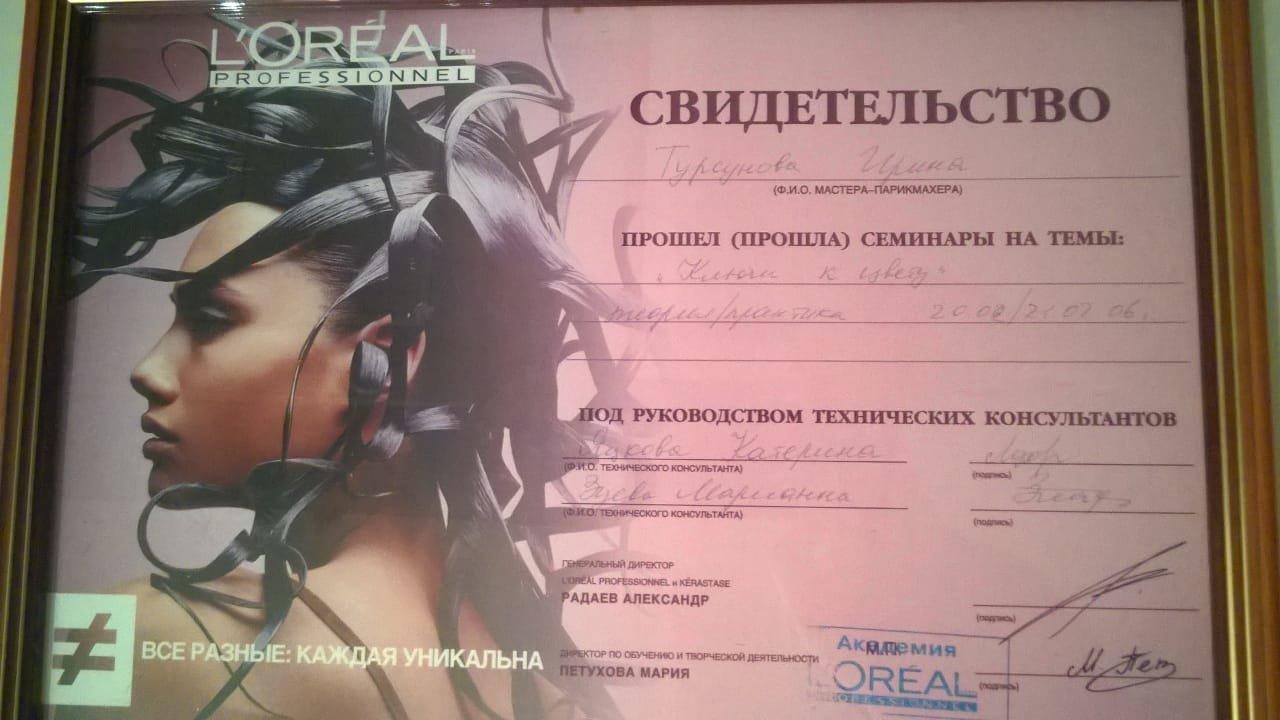 L'ORÉAL
PARIS
PROFESSIONNEL
СВИДЕТЕЛЬСТВО
Турсунова Ирина
(Ф.И.О. МАСТЕРА–ПАРИКМАХЕРА)
ПРОШЕЛ (ПРОШЛА) СЕМИНАРЫ НА ТЕМЫ:
„Ключи к цвету"
теория/практика
ПОД РУКОВОДСТВОМ ТЕХНИЧЕСКИХ КОНСУЛЬТАНТОВ
Катерина
(Ф.И.О. ТЕХНИЧЕСКОГО КОНСУЛЬТАНТА)
(подпись)
Марианна
(Ф.И.О. ТЕХНИЧЕСКОГО КОНСУЛЬТАНТА)
(подпись)
ГЕНЕРАЛЬНЫЙ ДИРЕКТОР
L'ORÉAL PROFESSIONNEL и KÉRASTASE
РАДАЕВ АЛЕКСАНДР
(подпись)
ДИРЕКТОР ПО ОБУЧЕНИЮ И ТВОРЧЕСКОЙ ДЕЯТЕЛЬНОСТИ
ПЕТУХОВА МАРИЯ
(подпись)
Академия
М.П.
L'ORÉAL
PROFESSIONNEL
≠ ВСЕ РАЗНЫЕ: КАЖДАЯ УНИКАЛЬНА